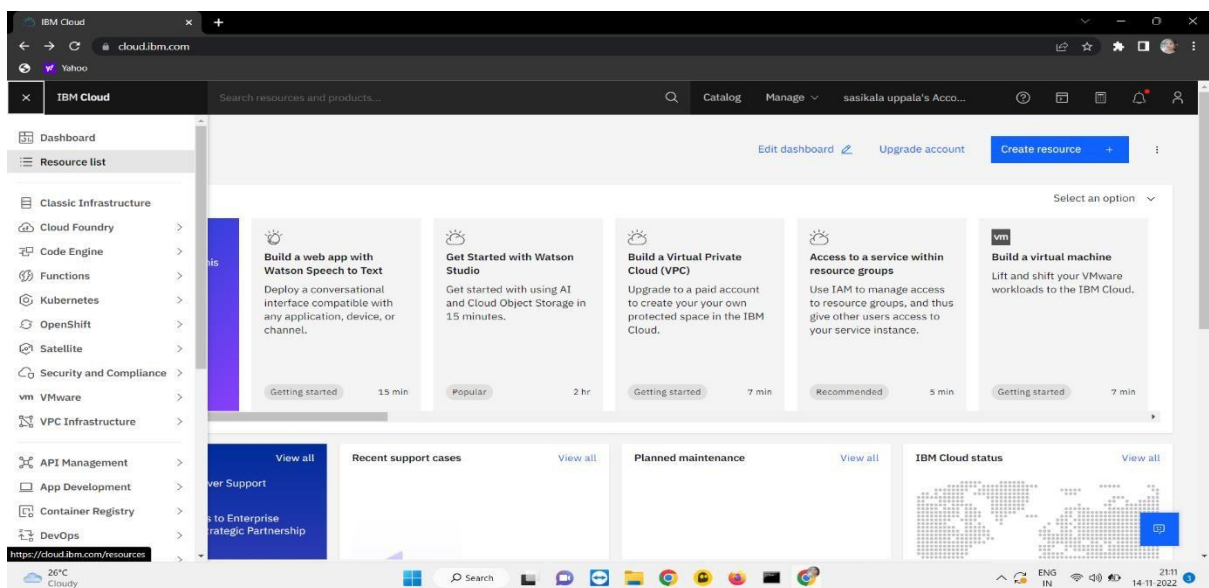 IBM Cloud
cloud.ibm.com
Yahoo
IBM Cloud
Search resources and products...
Catalog
Manage
sasikala uppala's Acco...
Dashboard
Resource list
Classic Infrastructure
Cloud Foundry
Code Engine
Functions
Kubernetes
OpenShift
Satellite
Security and Compliance
vm VMware
VPC Infrastructure
API Management
App Development
Container Registry
DevOps
https://cloud.ibm.com/resources
Edit dashboard
Upgrade account
Create resource +
Select an option
his
Build a web app with
Watson Speech to Text
Deploy a conversational
interface compatible with
any application, device, or
channel.
Getting started 15 min
Get Started with Watson
Studio
Get started with using AI
and Cloud Object Storage in
15 minutes.
Popular 2 hr
Build a Virtual Private
Cloud (VPC)
Upgrade to a paid account
to create your your own
protected space in the IBM
Cloud.
Getting started 7 min
Access to a service within
resource groups
Use IAM to manage access
to resource groups, and thus
give other users access to
your service instance.
Recommended 5 min
vm
Build a virtual machine
Lift and shift your VMware
workloads to the IBM Cloud.
Getting started 7 min
View all
ver Support
s to Enterprise
trategic Partnership
Recent support cases View all
Planned maintenance View all
IBM Cloud status View all
26°C
Cloudy
Search
ENG
IN
21:11
14-11-2022
3